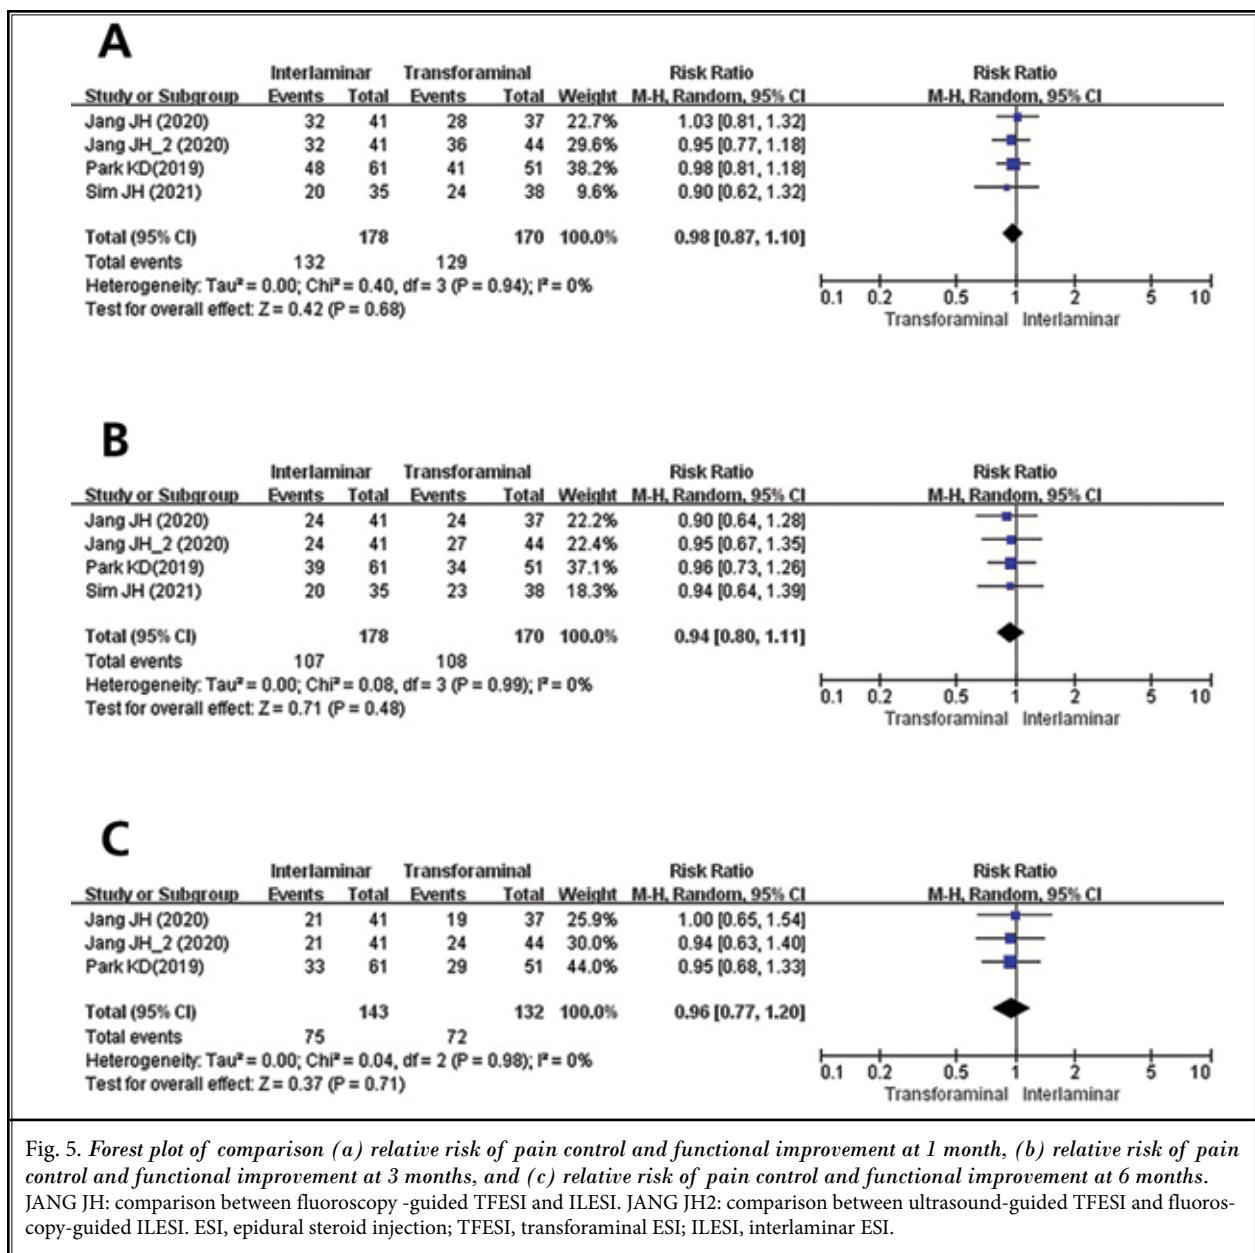 A
Interlaminar Transforaminal Risk Ratio Risk Ratio
Study or Subgroup Events Total Events Total Weight M-H, Random, 95% CI M-H, Random, 95% CI
Jang JH (2020) 32 41 28 37 22.7% 1.03 [0.81, 1.32]
Jang JH_2 (2020) 32 41 36 44 29.6% 0.95 [0.77, 1.18]
Park KD(2019) 48 61 41 51 38.2% 0.98 [0.81, 1.18]
Sim JH (2021) 20 35 24 38 9.6% 0.90 [0.62, 1.32]
Total (95% CI) 178 170 100.0% 0.98 [0.87, 1.10]
Total events 132 129
Heterogeneity: Tau² = 0.00; Chi² = 0.40, df = 3 (P = 0.94); I² = 0%
Test for overall effect: Z = 0.42 (P = 0.68)
0.1 0.2 0.5 1 2 5 10
Transforaminal Interlaminar
B
Interlaminar Transforaminal Risk Ratio Risk Ratio
Study or Subgroup Events Total Events Total Weight M-H, Random, 95% CI M-H, Random, 95% CI
Jang JH (2020) 24 41 24 37 22.2% 0.90 [0.64, 1.28]
Jang JH_2 (2020) 24 41 27 44 22.4% 0.95 [0.67, 1.35]
Park KD(2019) 39 61 34 51 37.1% 0.96 [0.73, 1.26]
Sim JH (2021) 20 35 23 38 18.3% 0.94 [0.64, 1.39]
Total (95% CI) 178 170 100.0% 0.94 [0.80, 1.11]
Total events 107 108
Heterogeneity: Tau² = 0.00; Chi² = 0.08, df = 3 (P = 0.99); I² = 0%
Test for overall effect: Z = 0.71 (P = 0.48)
0.1 0.2 0.5 1 2 5 10
Transforaminal Interlaminar
C
Interlaminar Transforaminal Risk Ratio Risk Ratio
Study or Subgroup Events Total Events Total Weight M-H, Random, 95% CI M-H, Random, 95% CI
Jang JH (2020) 21 41 19 37 25.9% 1.00 [0.65, 1.54]
Jang JH_2 (2020) 21 41 24 44 30.0% 0.94 [0.63, 1.40]
Park KD(2019) 33 61 29 51 44.0% 0.95 [0.68, 1.33]
Total (95% CI) 143 132 100.0% 0.96 [0.77, 1.20]
Total events 75 72
Heterogeneity: Tau² = 0.00; Chi² = 0.04, df = 2 (P = 0.98); I² = 0%
Test for overall effect: Z = 0.37 (P = 0.71)
0.1 0.2 0.5 1 2 5 10
Transforaminal Interlaminar
Fig. 5. Forest plot of comparison (a) relative risk of pain control and functional improvement at 1 month, (b) relative risk of pain
control and functional improvement at 3 months, and (c) relative risk of pain control and functional improvement at 6 months.
JANG JH: comparison between fluoroscopy -guided TFESI and ILESI. JANG JH2: comparison between ultrasound-guided TFESI and fluoros-
copy-guided ILESI. ESI, epidural steroid injection; TFESI, transforaminal ESI; ILESI, interlaminar ESI.